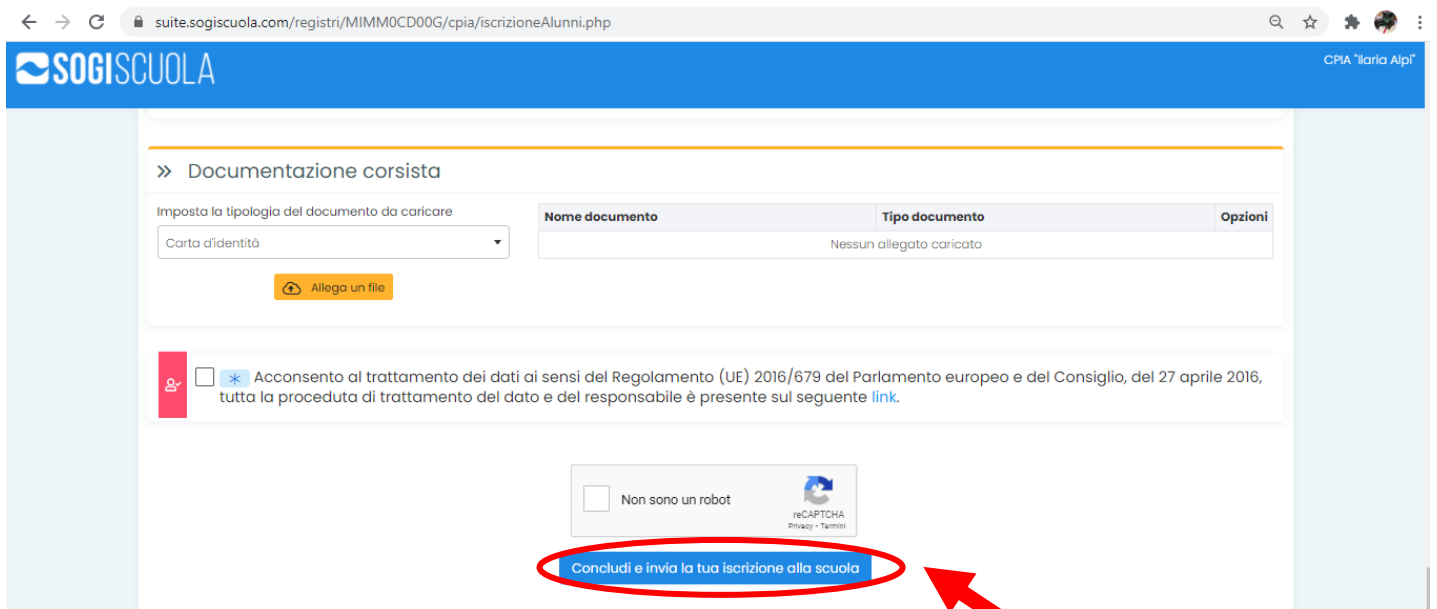 suite.sogiscuola.com/registri/MIMM0CD00G/cpia/iscrizioneAlunni.php
SOGISCUOLA
CPIA "Ilaria Alpi"
Documentazione corsista
Imposta la tipologia del documento da caricare
Carta d'identità
Allega un file
Nome documento Tipo documento Opzioni
Nessun allegato caricato
* Acconsento al trattamento dei dati ai sensi del Regolamento (UE) 2016/679 del Parlamento europeo e del Consiglio, del 27 aprile 2016,
tutta la proceduta di trattamento del dato e del responsabile è presente sul seguente link.
Non sono un robot
reCAPTCHA
Privacy - Termini
Concludi e invia la tua iscrizione alla scuola